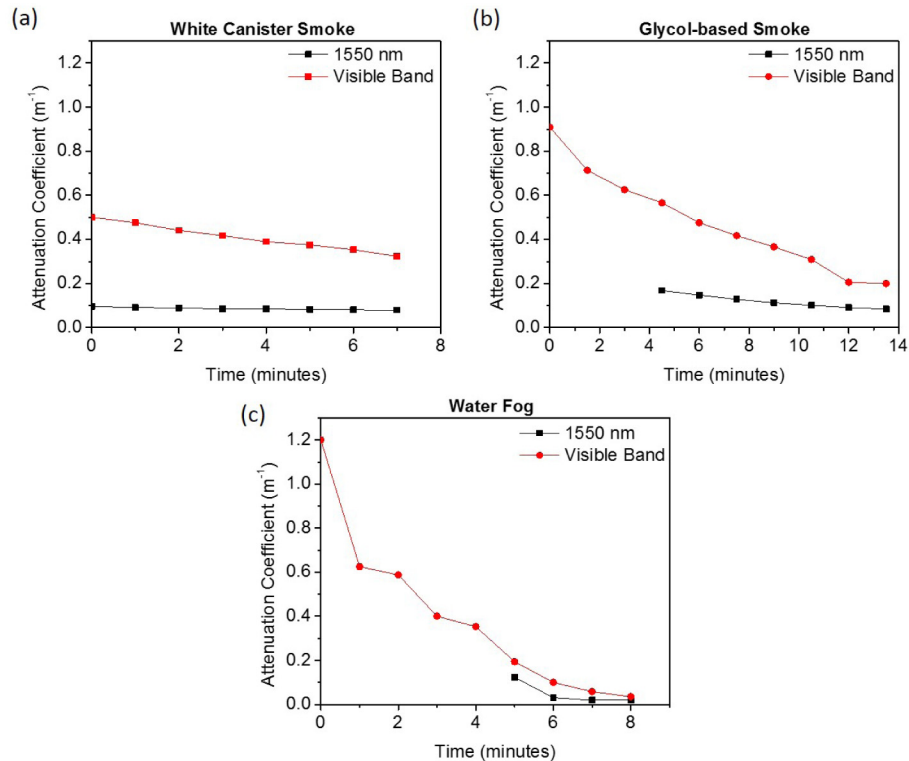 (a)
White Canister Smoke
1550 nm
Visible Band
Attenuation Coefficient (m⁻¹)
1.2
1.0
0.8
0.6
0.4
0.2
0.0
0 2 4 6 8
Time (minutes)
(b)
Glycol-based Smoke
1550 nm
Visible Band
Attenuation Coefficient (m⁻¹)
1.2
1.0
0.8
0.6
0.4
0.2
0.0
0 2 4 6 8 10 12 14
Time (minutes)
(c)
Water Fog
1550 nm
Visible Band
Attenuation Coefficient (m⁻¹)
1.2
1.0
0.8
0.6
0.4
0.2
0.0
0 2 4 6 8
Time (minutes)